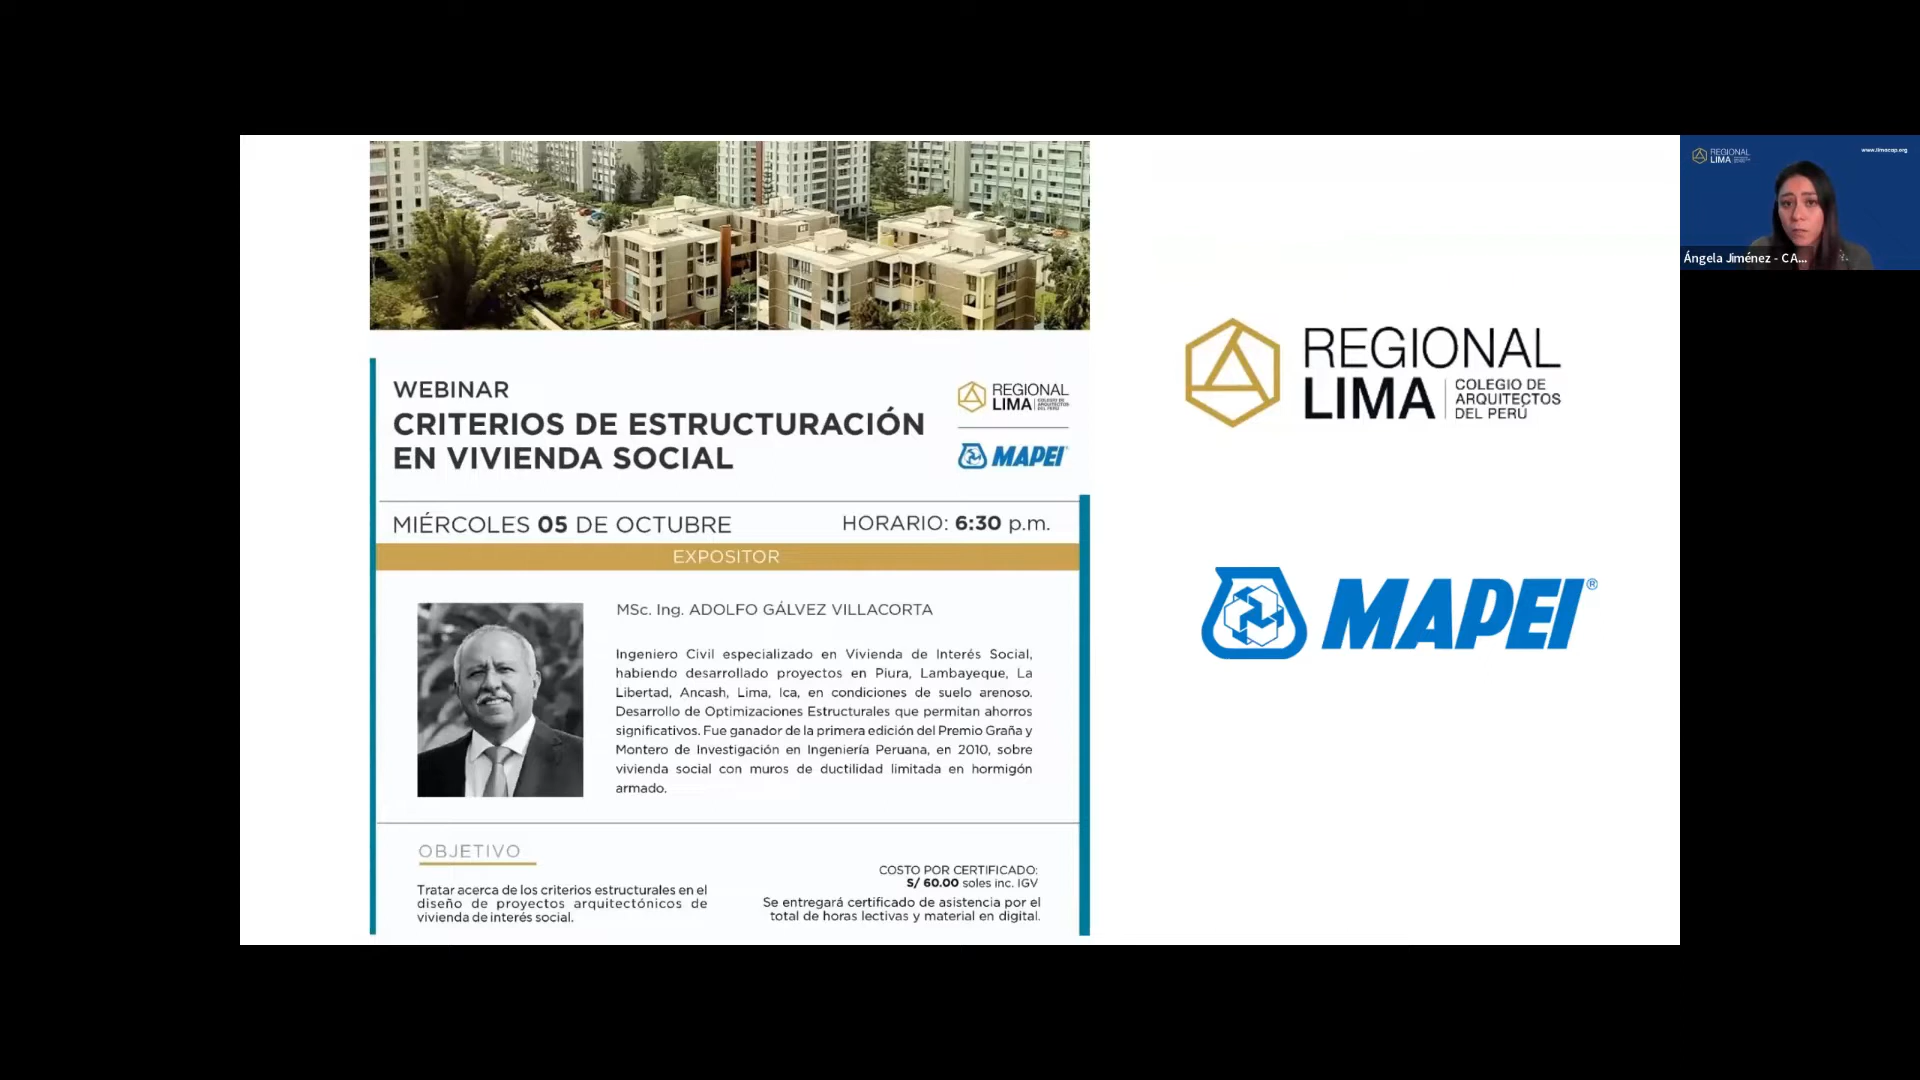 WEBINAR
CRITERIOS DE ESTRUCTURACIÓN
EN VIVIENDA SOCIAL
REGIONAL
LIMA
COLEGIO DE
ARQUITECTOS
DEL PERÚ
MAPEI
MIÉRCOLES 05 DE OCTUBRE
HORARIO: 6:30 p.m.
EXPOSITOR
MSc. Ing. ADOLFO GÁLVEZ VILLACORTA
Ingeniero Civil especializado en Vivienda de Interés Social,
habiendo desarrollado proyectos en Piura, Lambayeque, La
Libertad, Ancash, Lima, Ica, en condiciones de suelo arenoso.
Desarrollo de Optimizaciones Estructurales que permitan ahorros
significativos. Fue ganador de la primera edición del Premio Graña y
Montero de Investigación en Ingeniería Peruana, en 2010, sobre
vivienda social con muros de ductilidad limitada en hormigón
armado.
OBJETIVO
Tratar acerca de los criterios estructurales en el
diseño de proyectos arquitectónicos de
vivienda de interés social.
COSTO POR CERTIFICADO:
S/ 60.00 soles inc. IGV
Se entregará certificado de asistencia por el
total de horas lectivas y material en digital.
REGIONAL
LIMA
COLEGIO DE
ARQUITECTOS
DEL PERÚ
MAPEI®
REGIONAL
LIMA
www.limacap.org
Ángela Jiménez - CA...